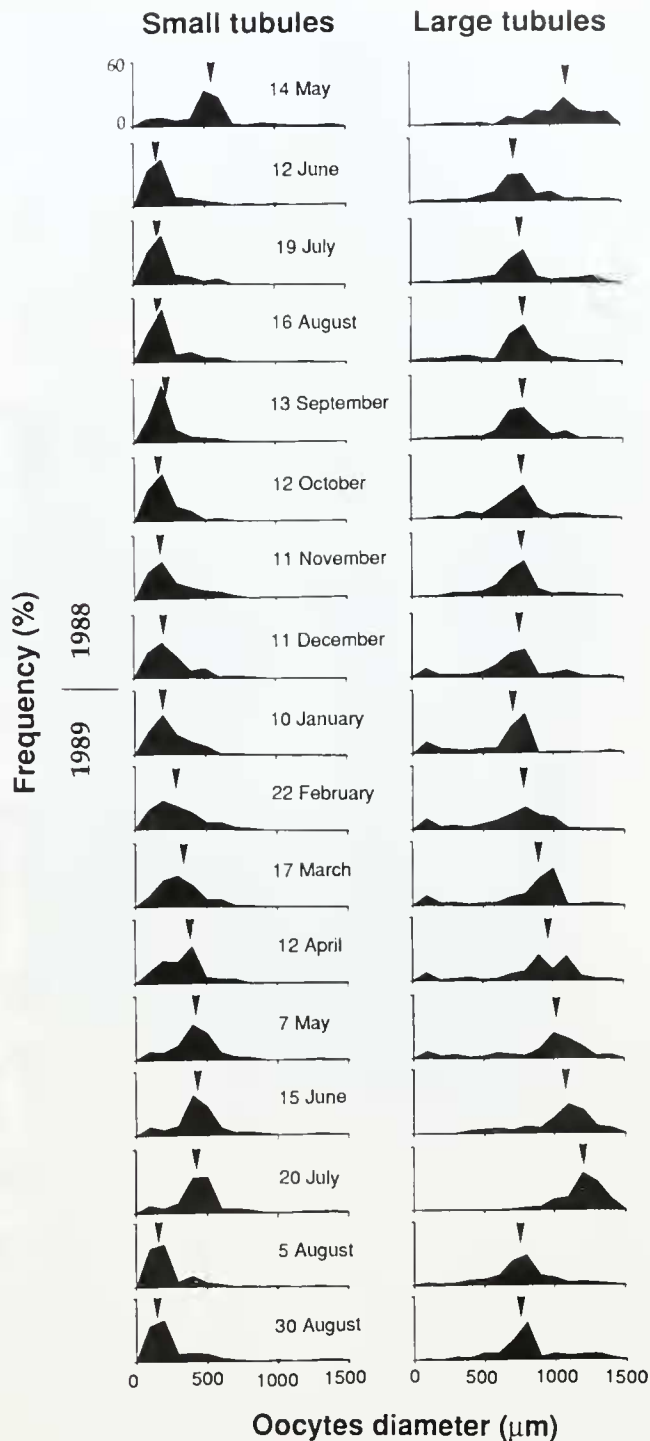 Small tubules Large tubules
60
0
14 May
12 June
19 July
16 August
13 September
12 October
11 November
11 December
10 January
22 February
17 March
12 April
7 May
15 June
20 July
5 August
30 August
Frequency (%)
1988
1989
0 500 1000 1500 0 500 1000 1500
Oocytes diameter (μm)